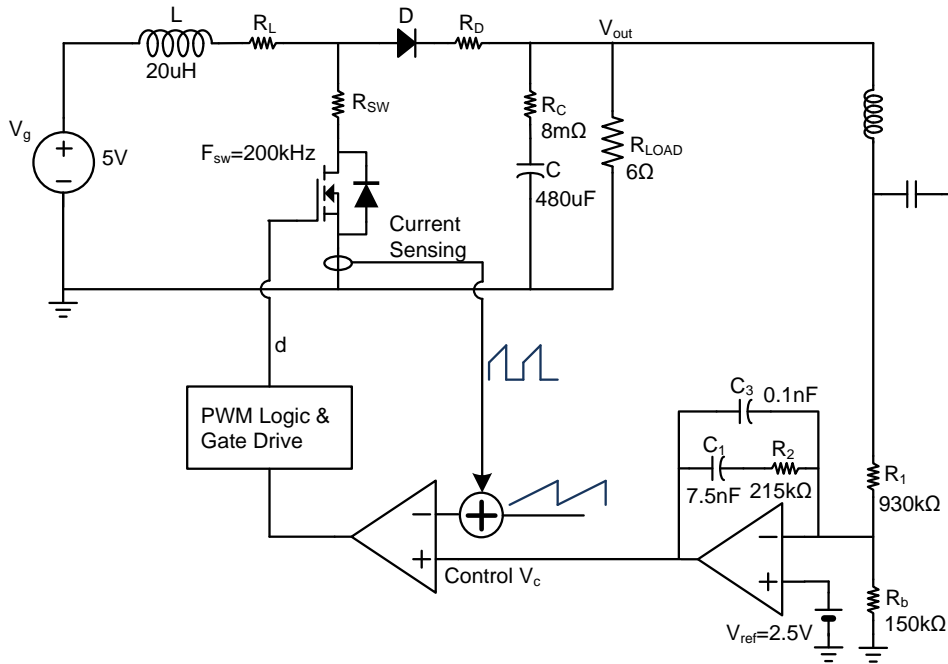 L
R_L
D
R_D
V_out
20uH
R_SW
R_C
8mΩ
R_LOAD
6Ω
V_g
5V
F_sw=200kHz
C
480uF
Current
Sensing
d
PWM Logic &
Gate Drive
C_3
0.1nF
C_1
R_2
7.5nF
215kΩ
R_1
930kΩ
Control V_c
R_b
150kΩ
V_ref=2.5V